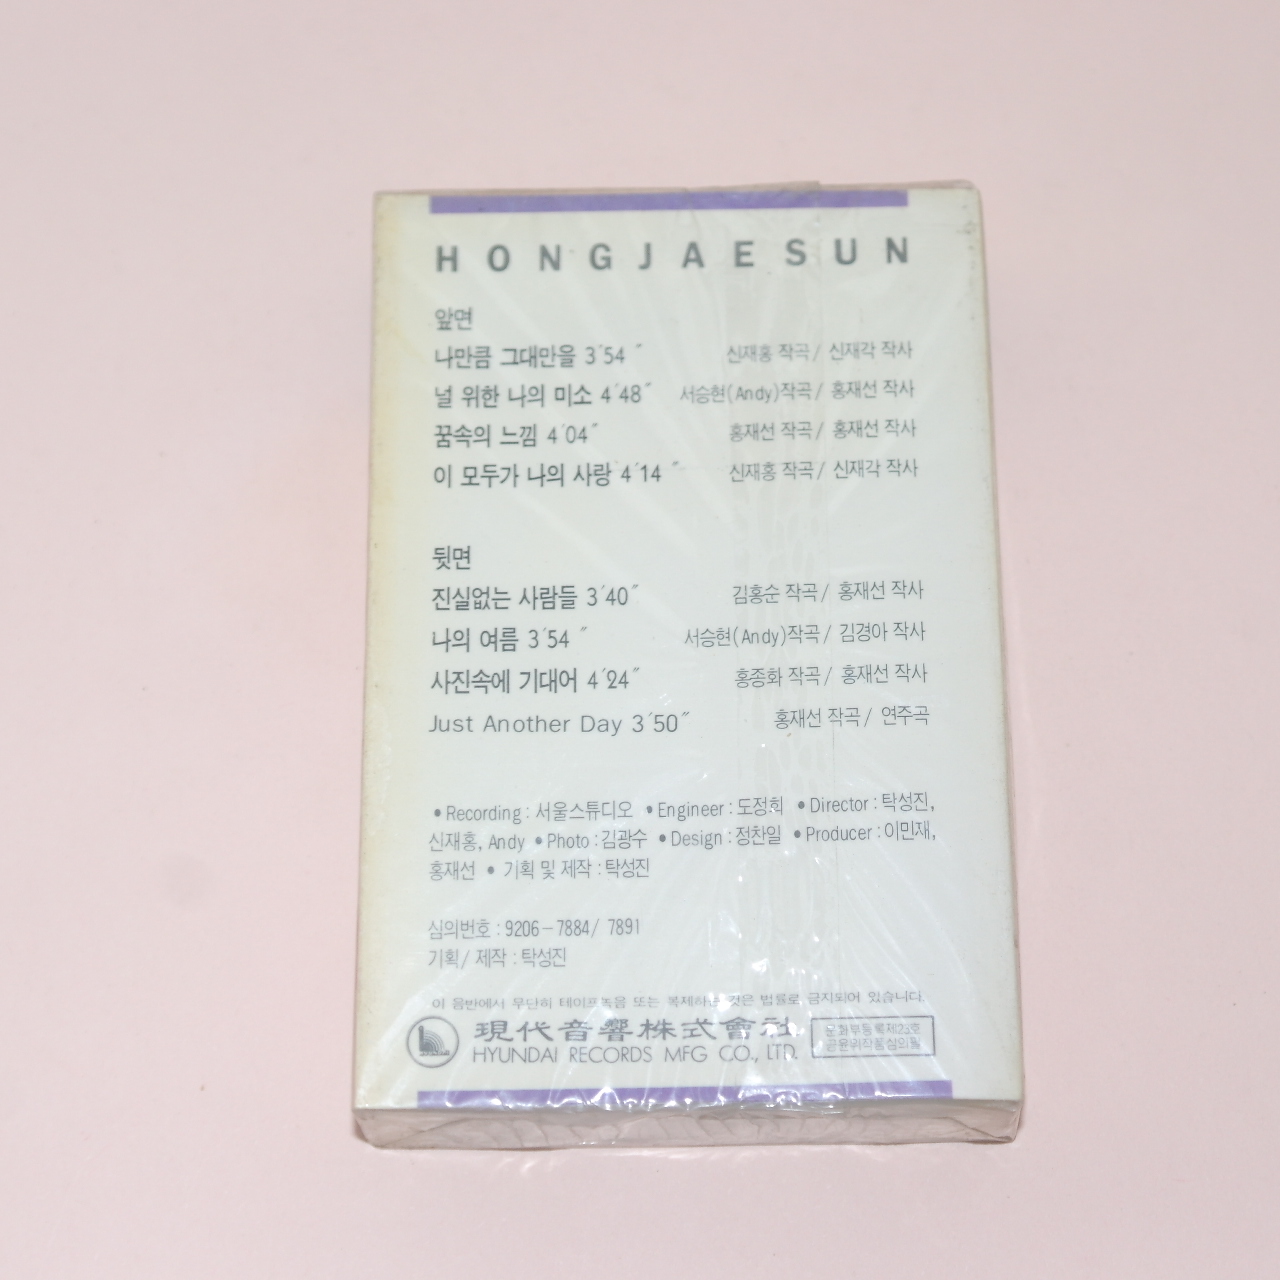 HONGJAESUN
앞면
나만큼 그대만을 3´54 ˝ 신재홍 작곡 / 신재각 작사
널 위한 나의 미소 4´48˝ 서승현(Andy)작곡 / 홍재선 작사
꿈속의 느낌 4´04˝ 홍재선 작곡 / 홍재선 작사
이 모두가 나의 사랑 4´14 ˝ 신재홍 작곡 / 신재각 작사
뒷면
진실없는 사람들 3´40˝ 김홍순 작곡 / 홍재선 작사
나의 여름 3´54 ˝ 서승현(Andy)작곡 / 김경아 작사
사진속에 기대어 4´24˝ 홍종화 작곡 / 홍재선 작사
Just Another Day 3´50˝ 홍재선 작곡 / 연주곡
• Recording : 서울스튜디오 • Engineer : 도정회 • Director : 탁성진,
신재홍, Andy • Photo : 김광수 • Design : 정찬일 • Producer : 이민재,
홍재선 • 기획 및 제작 : 탁성진
심의번호 : 9206-7884 / 7891
기획 / 제작 : 탁성진
이 음반에서 무단히 테이프녹음 또는 복제하는 것은 법률로 금지되어 있습니다.
現代音響株式會社
HYUNDAI RECORDS MFG CO., LTD.
문화부등록제23호
공윤위작품심의필